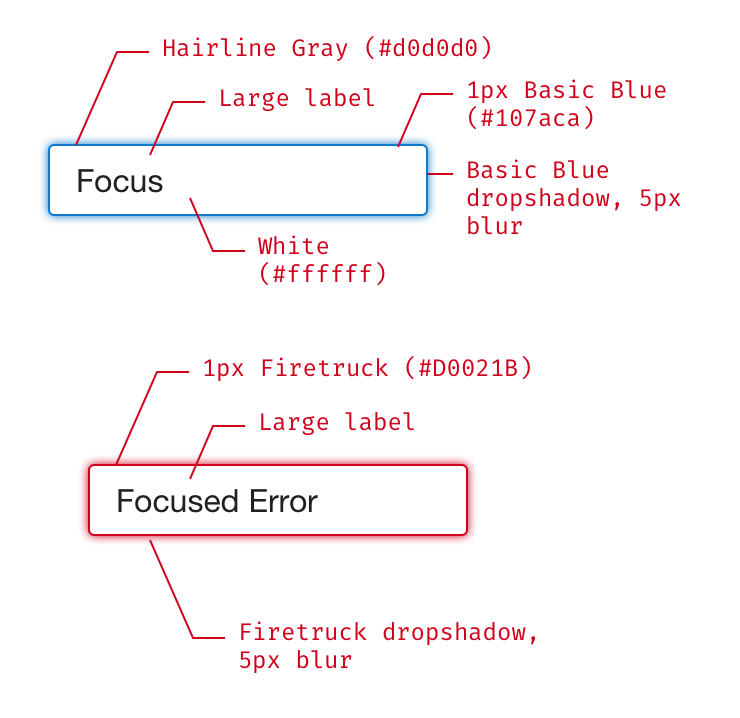 Hairline Gray (#d0d0d0)
Large label
1px Basic Blue
(#107aca)
Focus
Basic Blue
dropshadow, 5px
blur
White
(#ffffff)
1px Firetruck (#D0021B)
Large label
Focused Error
Firetruck dropshadow,
5px blur